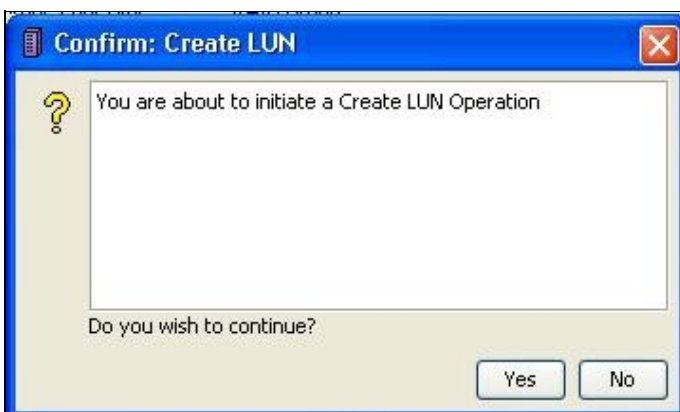 Confirm: Create LUN
You are about to initiate a Create LUN Operation
Do you wish to continue?
Yes No